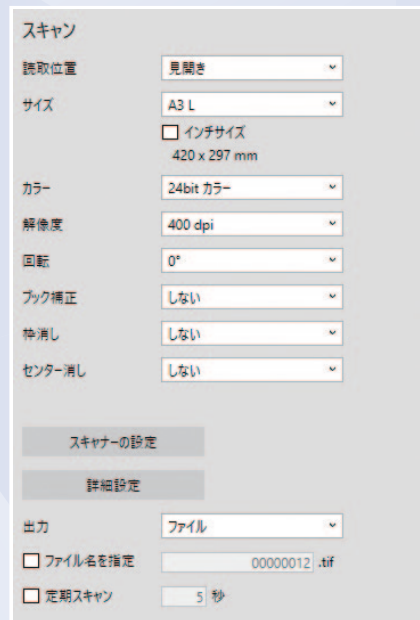 スキャン
読取位置 見開き
サイズ A3 L
インチサイズ
420 x 297 mm
カラー 24bit カラー
解像度 400 dpi
回転 0°
ブック補正 しない
枠消し しない
センター消し しない
スキャナーの設定
詳細設定
出力 ファイル
ファイル名を指定 00000012 .tif
定期スキャン 5 秒